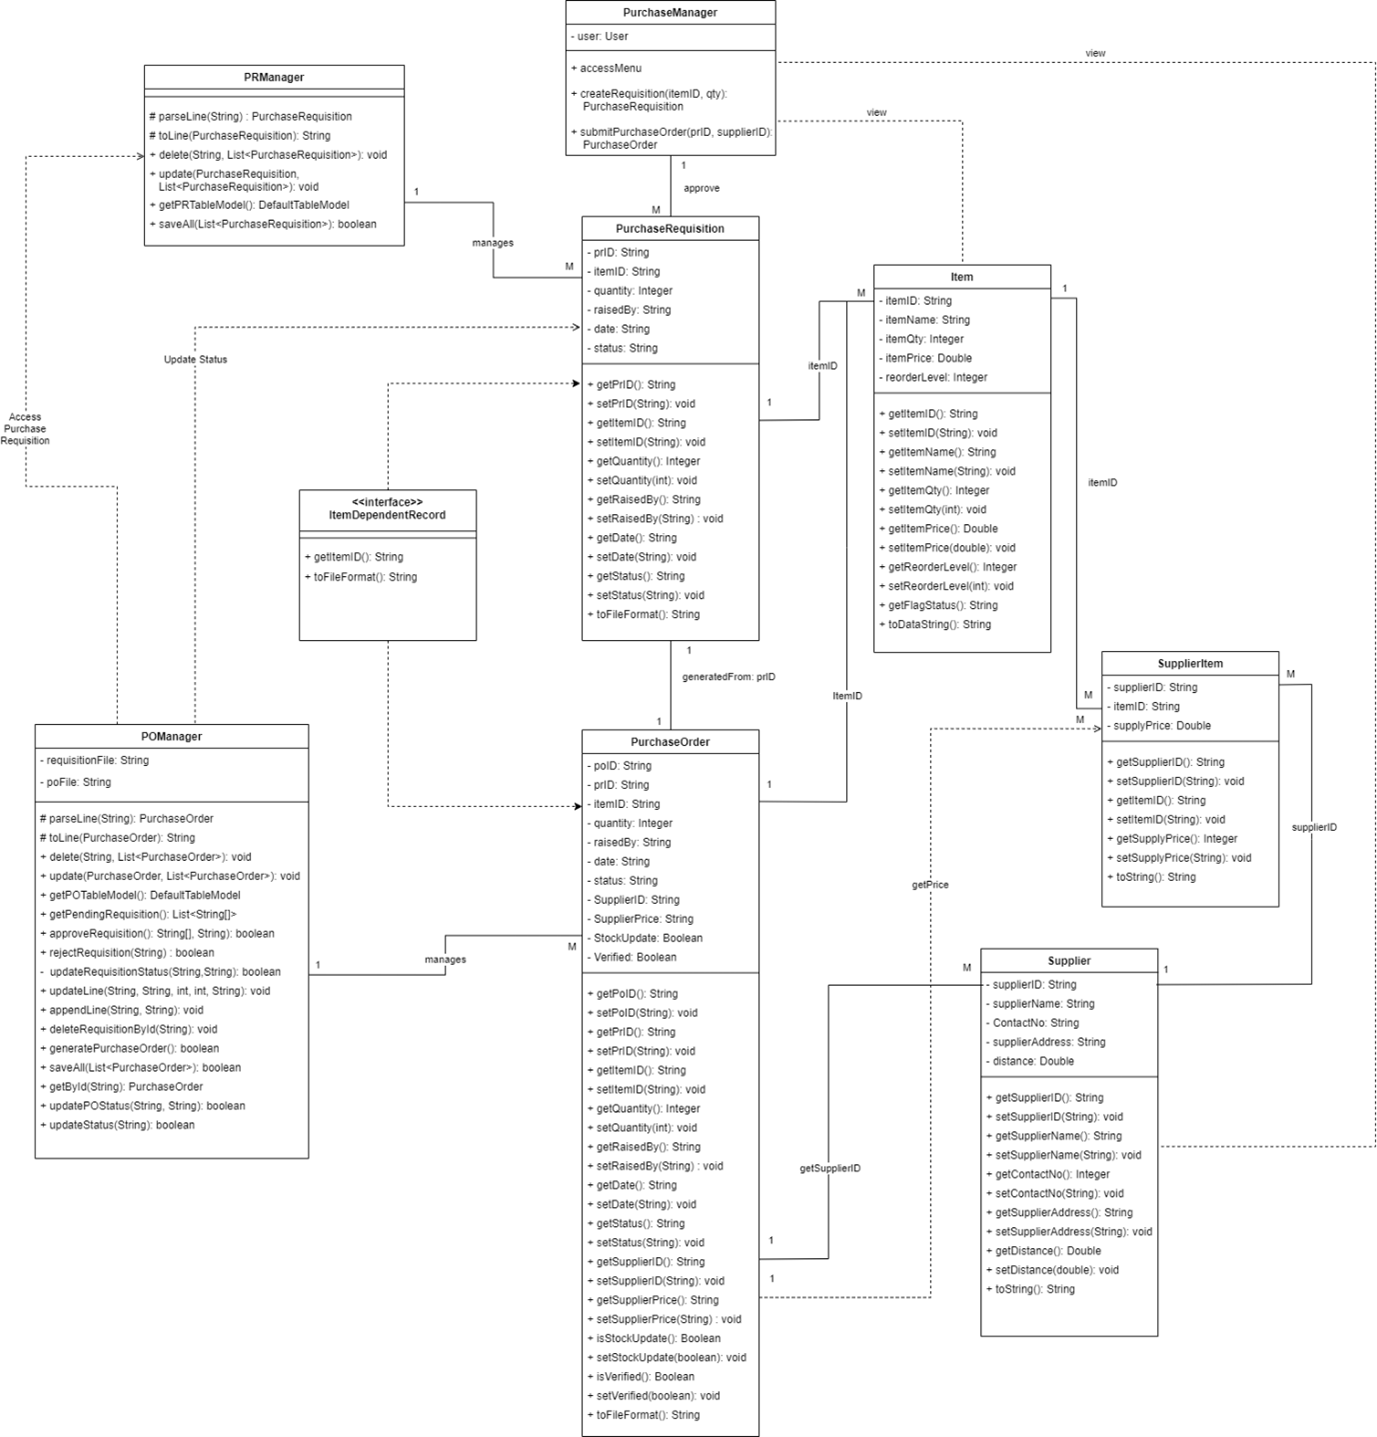 PurchaseManager
- user: User
+ accessMenu
+ createRequisition(itemID, qty):
PurchaseRequisition
+ submitPurchaseOrder(prID, supplierID):
PurchaseOrder
view
view
1
approve
M
PRManager
# parseLine(String) : PurchaseRequisition
# toLine(PurchaseRequisition): String
+ delete(String, List<PurchaseRequisition>): void
+ update(PurchaseRequisition,
List<PurchaseRequisition>): void
+ getPRTableModel(): DefaultTableModel
+ saveAll(List<PurchaseRequisition>): boolean
1
manages
M
PurchaseRequisition
- prID: String
- itemID: String
- quantity: Integer
- raisedBy: String
- date: String
- status: String
+ getPrID(): String
+ setPrID(String): void
+ getItemID(): String
+ setItemID(String): void
+ getQuantity(): Integer
+ setQuantity(int): void
+ getRaisedBy(): String
+ setRaisedBy(String) : void
+ getDate(): String
+ setDate(String): void
+ getStatus(): String
+ setStatus(String): void
+ toFileFormat(): String
M
itemID
1
Item
- itemID: String
- itemName: String
- itemQty: Integer
- itemPrice: Double
- reorderLevel: Integer
+ getItemID(): String
+ setItemID(String): void
+ getItemName(): String
+ setItemName(String): void
+ getItemQty(): Integer
+ setItemQty(int): void
+ getItemPrice(): Double
+ setItemPrice(double): void
+ getReorderLevel(): Integer
+ setReorderLevel(int): void
+ getFlagStatus(): String
+ toDataString(): String
1
itemID
M
Update Status
Access
Purchase
Requisition
<<interface>>
ItemDependentRecord
+ getItemID(): String
+ toFileFormat(): String
1
generatedFrom: prID
1
ItemID
1
SupplierItem
- supplierID: String
- itemID: String
- supplyPrice: Double
+ getSupplierID(): String
+ setSupplierID(String): void
+ getItemID(): String
+ setItemID(String): void
+ getSupplyPrice(): Integer
+ setSupplyPrice(String): void
+ toString(): String
M
supplierID
1
M
getPrice
1
POManager
- requisitionFile: String
- poFile: String
# parseLine(String): PurchaseOrder
# toLine(PurchaseOrder): String
+ delete(String, List<PurchaseOrder>): void
+ update(PurchaseOrder, List<PurchaseOrder>): void
+ getPOTableModel(): DefaultTableModel
+ getPendingRequisition(): List<String[]>
+ approveRequisition(): String[], String): boolean
+ rejectRequisition(String) : boolean
- updateRequisitionStatus(String,String): boolean
+ updateLine(String, String, int, int, String): void
+ appendLine(String, String): void
+ deleteRequisitionById(String): void
+ generatePurchaseOrder(): boolean
+ saveAll(List<PurchaseOrder>): boolean
+ getById(String): PurchaseOrder
+ updatePOStatus(String, String): boolean
+ updateStatus(String): boolean
1
manages
M
PurchaseOrder
- poID: String
- prID: String
- itemID: String
- quantity: Integer
- raisedBy: String
- date: String
- status: String
- SupplierID: String
- SupplierPrice: String
- StockUpdate: Boolean
- Verified: Boolean
+ getPoID(): String
+ setPoID(String): void
+ getPrID(): String
+ setPrID(String): void
+ getItemID(): String
+ setItemID(String): void
+ getQuantity(): Integer
+ setQuantity(int): void
+ getRaisedBy(): String
+ setRaisedBy(String) : void
+ getDate(): String
+ setDate(String): void
+ getStatus(): String
+ setStatus(String): void
+ getSupplierID(): String
+ setSupplierID(String): void
+ getSupplierPrice(): String
+ setSupplierPrice(String) : void
+ isStockUpdate(): Boolean
+ setStockUpdate(boolean): void
+ isVerified(): Boolean
+ setVerified(boolean): void
+ toFileFormat(): String
M
getSupplierID
1
Supplier
- supplierID: String
- supplierName: String
- ContactNo: String
- supplierAddress: String
- distance: Double
+ getSupplierID(): String
+ setSupplierID(String): void
+ getSupplierName(): String
+ setSupplierName(String): void
+ getContactNo(): Integer
+ setContactNo(String): void
+ getSupplierAddress(): String
+ setSupplierAddress(String): void
+ getDistance(): Double
+ setDistance(double): void
+ toString(): String